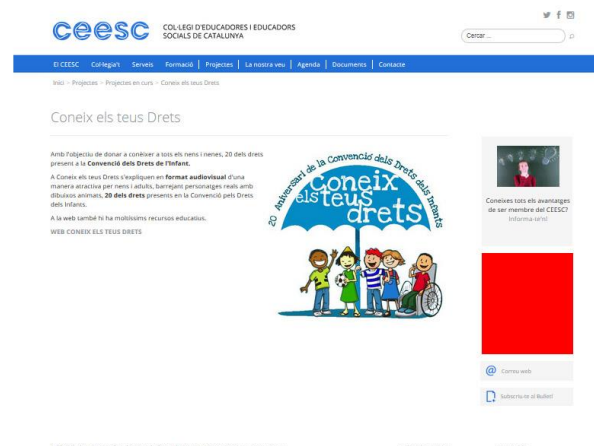 ceesc
COL·LEGI D'EDUCADORES I EDUCADORS
SOCIALS DE CATALUNYA
Cercar ...
El CEESC Col·legia't Serveis Formació Projectes La nostra veu Agenda Documents Contacte
Inici > Projectes > Projectes en curs > Coneix els teus Drets
Coneix els teus Drets
Amb l'objectiu de donar a conèixer a tots els nens i nenes, 20 dels drets
present a la Convenció dels Drets de l'Infant.
A Coneix els teus Drets s'expliquen en format audiovisual d'una
manera atractiva per nens i adults, barrejant personatges reals amb
dibuixos animats, 20 dels drets presents en la Convenció pels Drets
dels Infants.
A la web també hi ha moltíssims recursos educatius.
WEB CONEIX ELS TEUS DRETS
20 Aniversari de la Convenció dels Drets dels Infants
Coneix
els teus
drets
Coneixes tots els avantatges
de ser membre del CEESC?
Informa-te'n!
Correu web
Subscriu-te al Butlletí